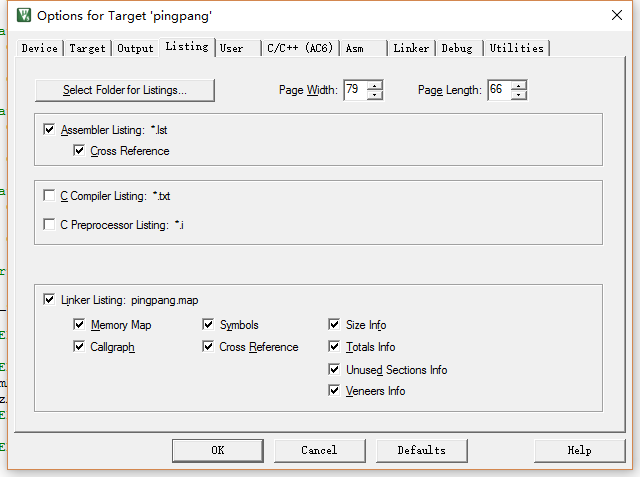 Options for Target 'pingpang'
Device Target Output Listing User C/C++ (AC6) Asm Linker Debug Utilities
Select Folder for Listings...
Page Width: 79 Page Length: 66
Assembler Listing: *.lst
Cross Reference
C Compiler Listing: *.txt
C Preprocessor Listing: *.i
Linker Listing: pingpang.map
Memory Map Symbols Size Info
Callgraph Cross Reference Totals Info
Unused Sections Info
Veneers Info
OK Cancel Defaults Help